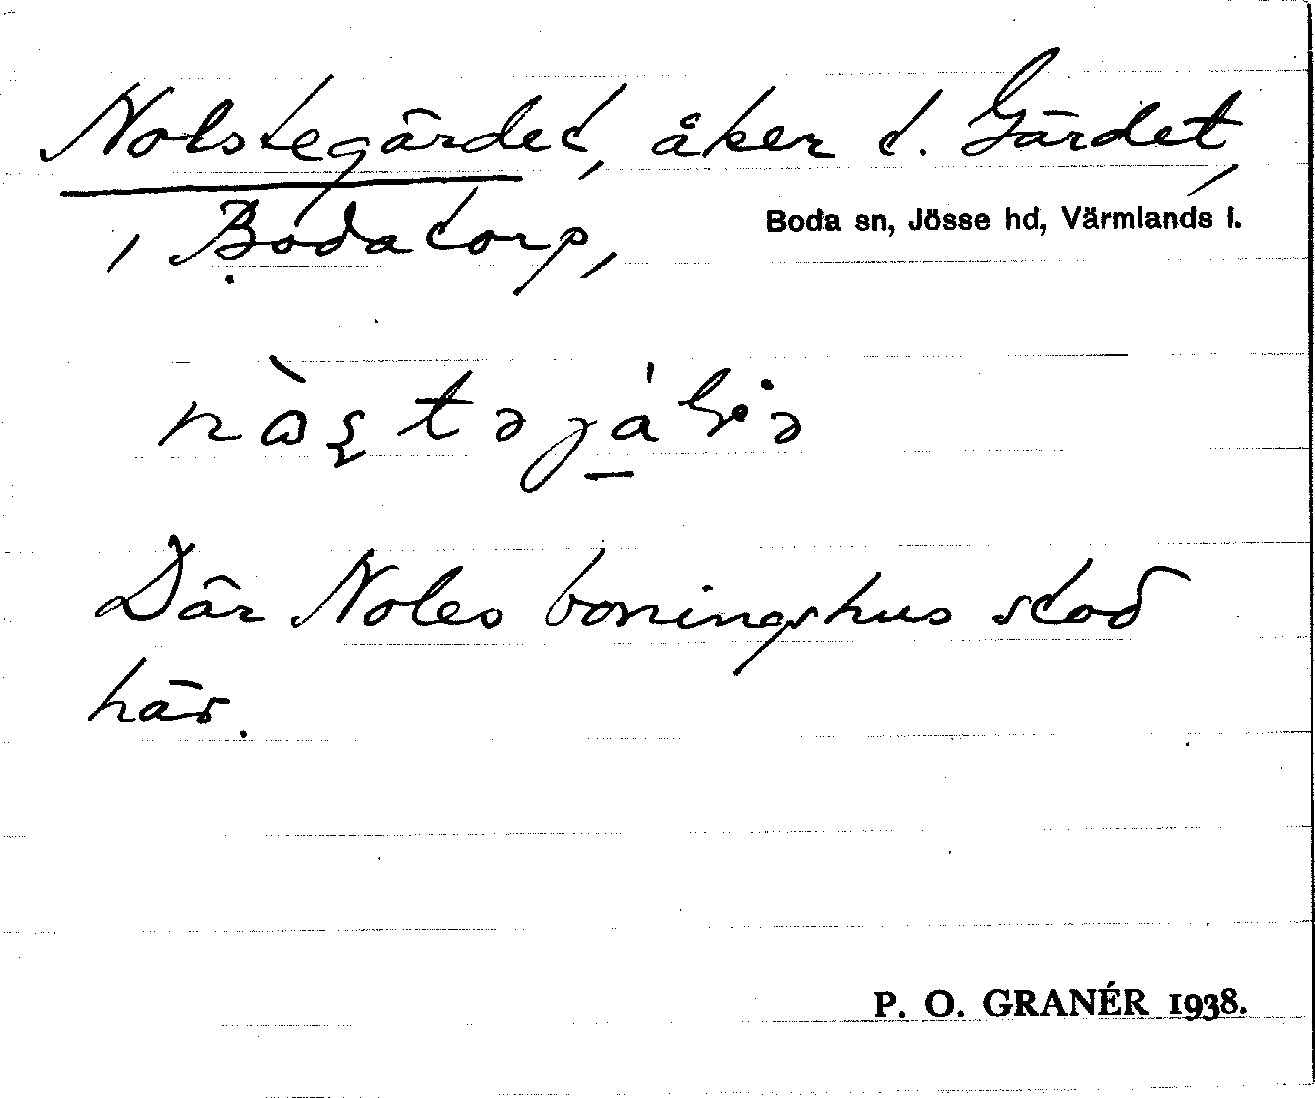 Nolstegärdet, åker t. Gärdet,
i Bodatorp, Boda sn, Jösse hd, Värmlands l.
Där Noles boningshus stod
här.
P. O. GRANÉR 1938.